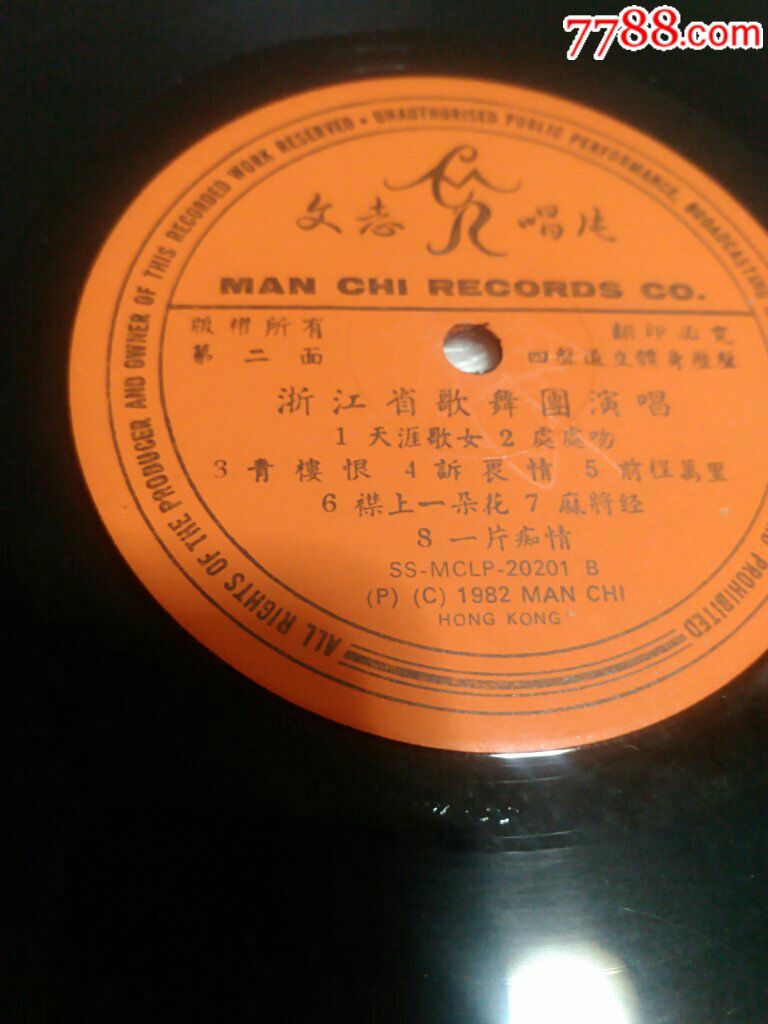 7788.com
ALL RIGHTS OF THE PRODUCER AND OWNER OF THIS RECORDED WORK RESERVED • UNAUTHORISED PUBLIC PERFORMANCE, BROADCASTING
PROHIBITED
文志 唱片
MAN CHI RECORDS CO.
版權所有 翻印必究
第二面 四聲道立體身歷聲
浙江省歌舞團演唱
1 天涯歌女 2 處處吻
3 青樓恨 4 訴衷情 5 前程萬里
6 襟上一朵花 7 麻將经
8 一片痴情
SS-MCLP-20201 B
(P) (C) 1982 MAN CHI
HONG KONG